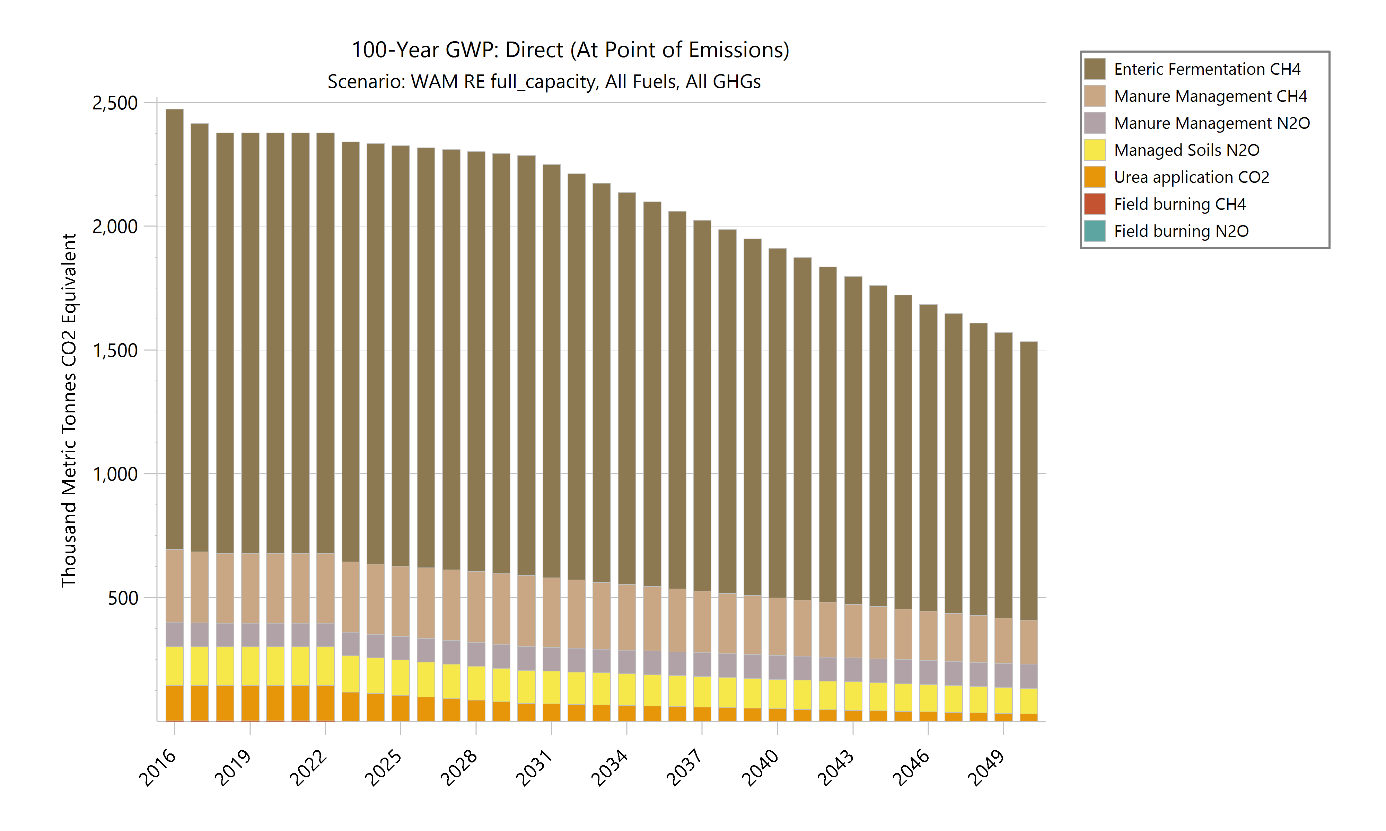 100-Year GWP: Direct (At Point of Emissions)
Scenario: WAM RE full_capacity, All Fuels, All GHGs
Thousand Metric Tonnes CO2 Equivalent
2,500
2,000
1,500
1,000
500
2016
2019
2022
2025
2028
2031
2034
2037
2040
2043
2046
2049
Enteric Fermentation CH4
Manure Management CH4
Manure Management N2O
Managed Soils N2O
Urea application CO2
Field burning CH4
Field burning N2O